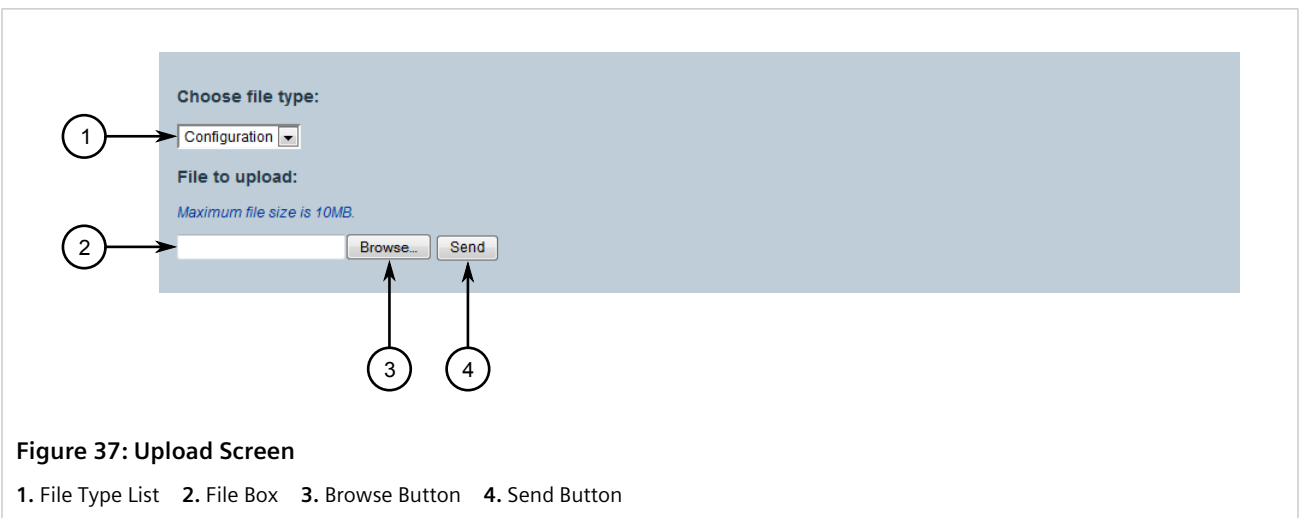 Choose file type:
1
Configuration
File to upload:
Maximum file size is 10MB.
2
Browse... Send
3 4
Figure 37: Upload Screen
1. File Type List 2. File Box 3. Browse Button 4. Send Button